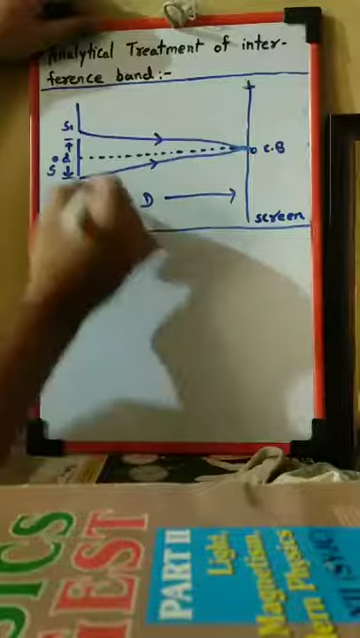 Analytical Treatment of inter-
ference band:-
S₁
d
S
O C.B
D
screen
PART II
Light,
Magnetism,